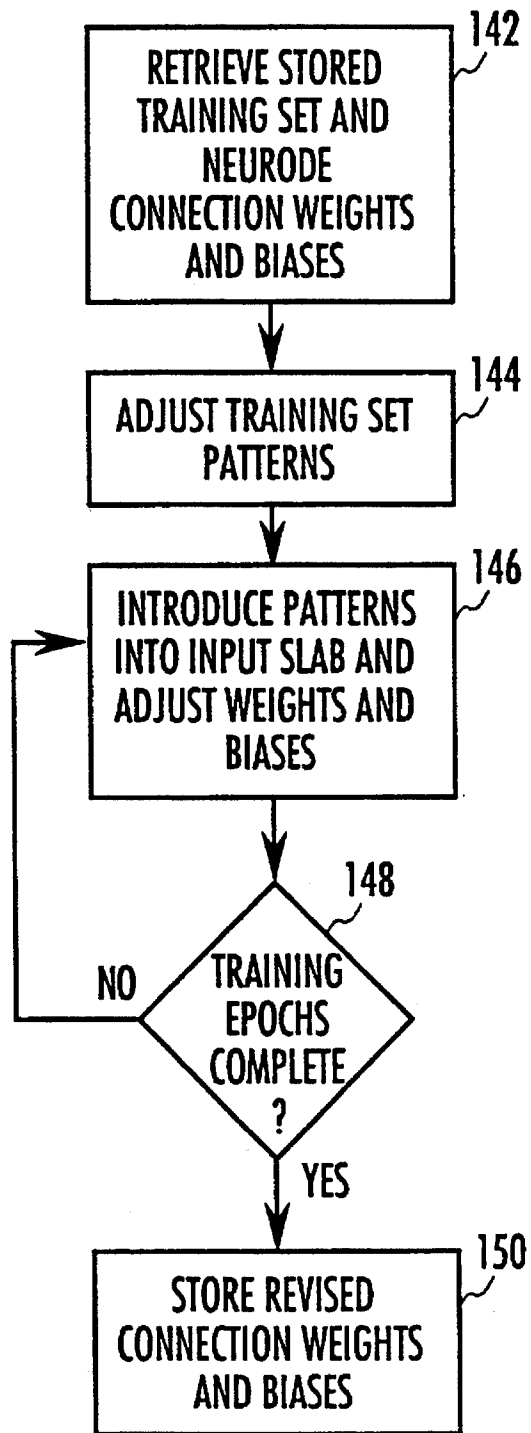 142
RETRIEVE STORED
TRAINING SET AND
NEURODE
CONNECTION WEIGHTS
AND BIASES
144
ADJUST TRAINING SET
PATTERNS
146
INTRODUCE PATTERNS
INTO INPUT SLAB AND
ADJUST WEIGHTS AND
BIASES
148
NO
TRAINING
EPOCHS
COMPLETE
?
YES
150
STORE REVISED
CONNECTION WEIGHTS
AND BIASES